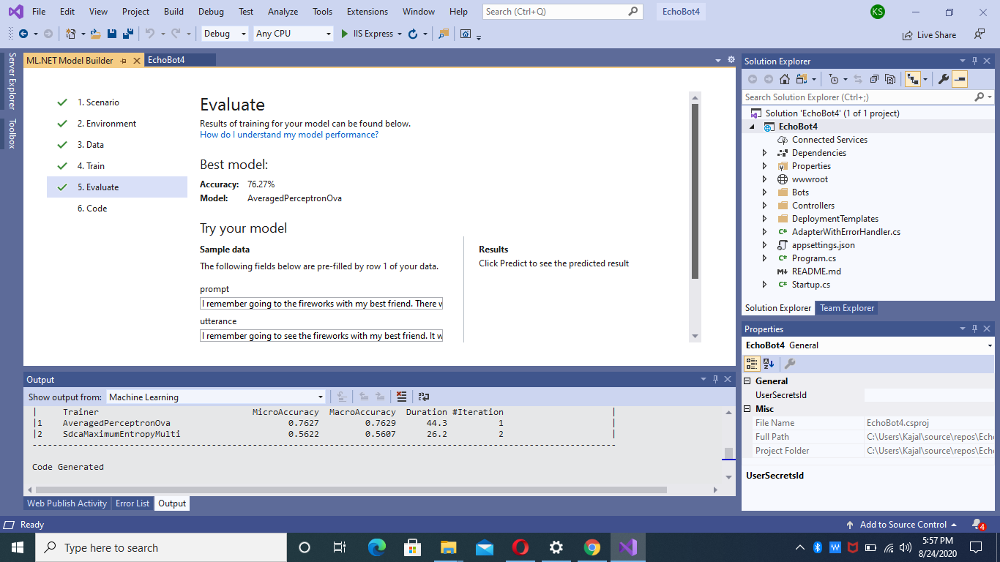 File Edit View Project Build Debug Test Analyze Tools Extensions Window Help Search (Ctrl+Q) EchoBot4 KS
Debug Any CPU IIS Express Live Share
Server Explorer
Toolbox
ML.NET Model Builder EchoBot4
1. Scenario
2. Environment
3. Data
4. Train
5. Evaluate
6. Code
Evaluate
Results of training for your model can be found below.
How do I understand my model performance?
Best model:
Accuracy: 76.27%
Model: AveragedPerceptronOva
Try your model
Sample data
The following fields below are pre-filled by row 1 of your data.
prompt
I remember going to the fireworks with my best friend. There w
utterance
I remember going to see the fireworks with my best friend. It w
Results
Click Predict to see the predicted result
Output
Show output from: Machine Learning
| Trainer MicroAccuracy MacroAccuracy Duration #Iteration |
|1 AveragedPerceptronOva 0.7627 0.7629 44.3 1 |
|2 SdcaMaximumEntropyMulti 0.5622 0.5607 26.2 2 |
Code Generated
Web Publish Activity Error List Output
Solution Explorer
Search Solution Explorer (Ctrl+;)
Solution 'EchoBot4' (1 of 1 project)
EchoBot4
Connected Services
Dependencies
Properties
wwwroot
Bots
Controllers
DeploymentTemplates
C# AdapterWithErrorHandler.cs
appsettings.json
C# Program.cs
README.md
C# Startup.cs
Solution Explorer Team Explorer
Properties
EchoBot4 General
General
UserSecretsId
Misc
File Name EchoBot4.csproj
Full Path C:\Users\Kajal\source\repos\Echo
Project Folder C:\Users\Kajal\source\repos\Echo
UserSecretsId
Ready Add to Source Control 4
Type here to search
5:57 PM
8/24/2020